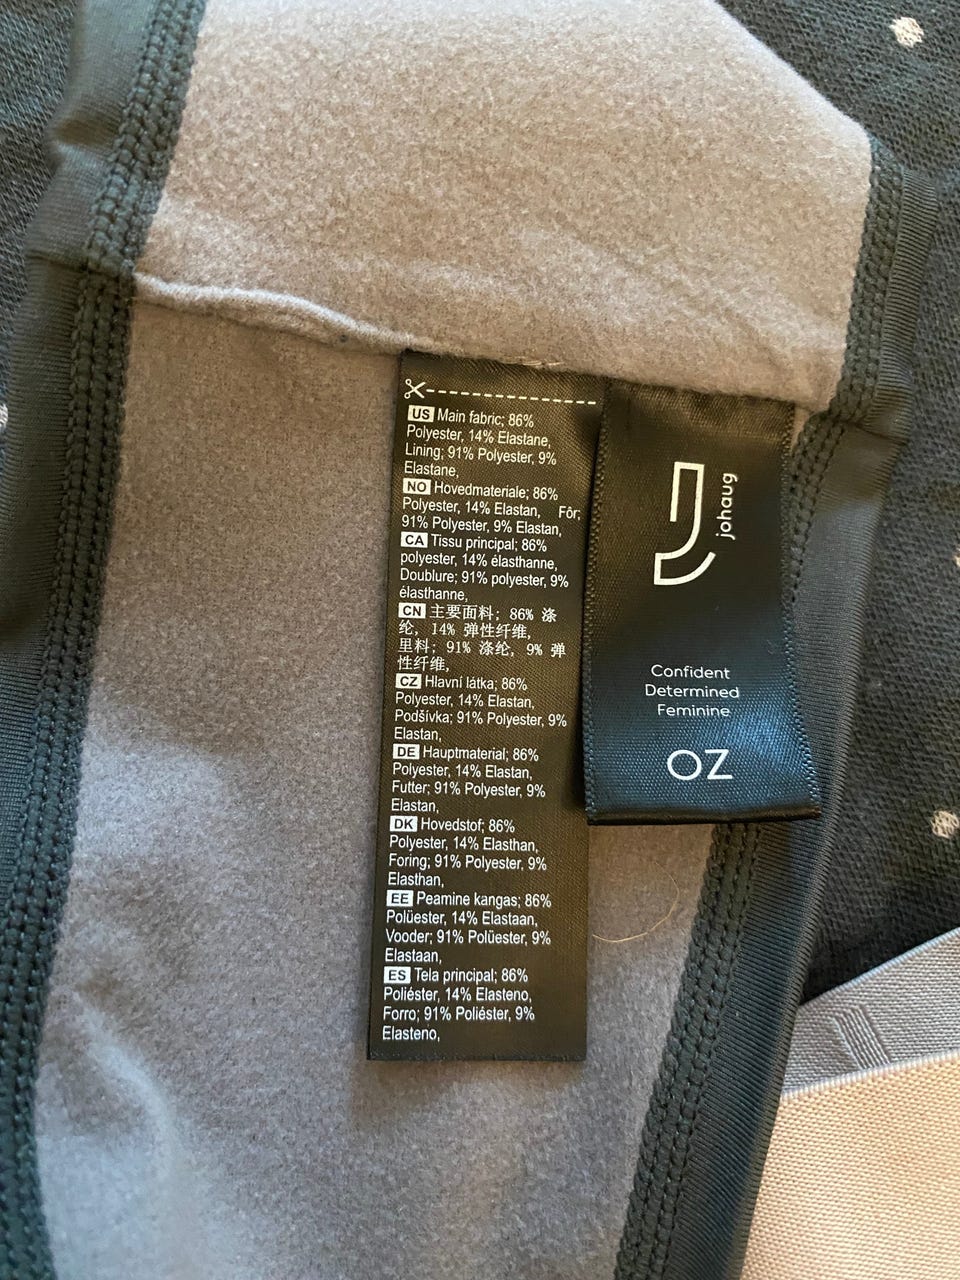 US Main fabric; 86%
Polyester, 14% Elastane,
Lining; 91% Polyester, 9%
Elastane,
NO Hovedmateriale; 86%
Polyester, 14% Elastan, Fôr;
91% Polyester, 9% Elastan,
CA Tissu principal; 86%
polyester, 14% élasthanne,
Doublure; 91% polyester, 9%
élasthanne,
CN 主要面料; 86% 涤
纶, 14% 弹性纤维,
里料; 91% 涤纶, 9% 弹
性纤维,
CZ Hlavní látka; 86%
Polyester, 14% Elastan,
Podšívka; 91% Polyester, 9%
Elastan,
DE Hauptmaterial; 86%
Polyester, 14% Elastan,
Futter; 91% Polyester, 9%
Elastan,
DK Hovedstof; 86%
Polyester, 14% Elasthan,
Foring; 91% Polyester, 9%
Elasthan,
EE Peamine kangas; 86%
Polüester, 14% Elastaan,
Vooder; 91% Polüester, 9%
Elastaan,
ES Tela principal; 86%
Poliéster, 14% Elasteno,
Forro; 91% Poliéster, 9%
Elasteno,
johaug
Confident
Determined
Feminine
OZ